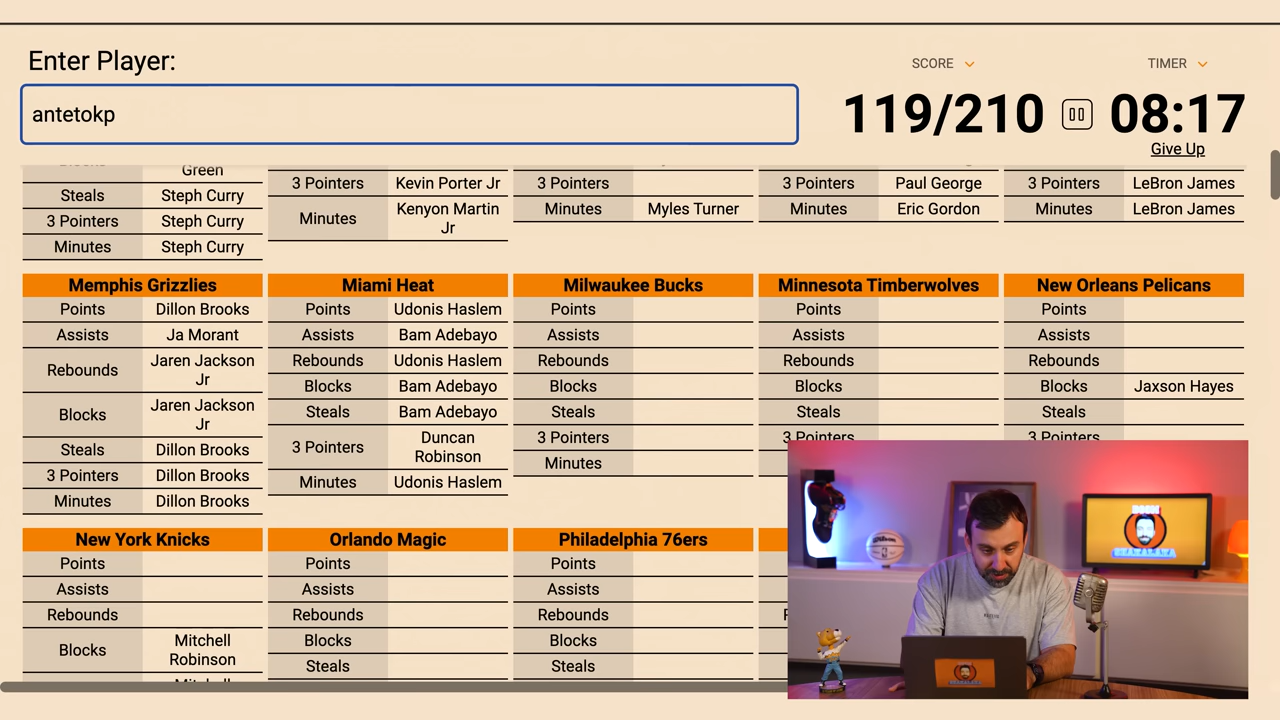 Enter Player:
SCORE
TIMER
antetokp
119/210
08:17
Give Up
Green
Steals Steph Curry
3 Pointers Steph Curry
Minutes Steph Curry
3 Pointers Kevin Porter Jr
Minutes Kenyon Martin
Jr
3 Pointers
Minutes Myles Turner
3 Pointers Paul George
Minutes Eric Gordon
3 Pointers LeBron James
Minutes LeBron James
Memphis Grizzlies
Points Dillon Brooks
Assists Ja Morant
Rebounds Jaren Jackson
Jr
Blocks Jaren Jackson
Jr
Steals Dillon Brooks
3 Pointers Dillon Brooks
Minutes Dillon Brooks
Miami Heat
Points Udonis Haslem
Assists Bam Adebayo
Rebounds Udonis Haslem
Blocks Bam Adebayo
Steals Bam Adebayo
3 Pointers Duncan
Robinson
Minutes Udonis Haslem
Milwaukee Bucks
Points
Assists
Rebounds
Blocks
Steals
3 Pointers
Minutes
Minnesota Timberwolves
Points
Assists
Rebounds
Blocks
Steals
3 Pointers
New Orleans Pelicans
Points
Assists
Rebounds
Blocks Jaxson Hayes
Steals
3 Pointers
New York Knicks
Points
Assists
Rebounds
Blocks Mitchell
Robinson
Orlando Magic
Points
Assists
Rebounds
Blocks
Steals
Philadelphia 76ers
Points
Assists
Rebounds
Blocks
Steals